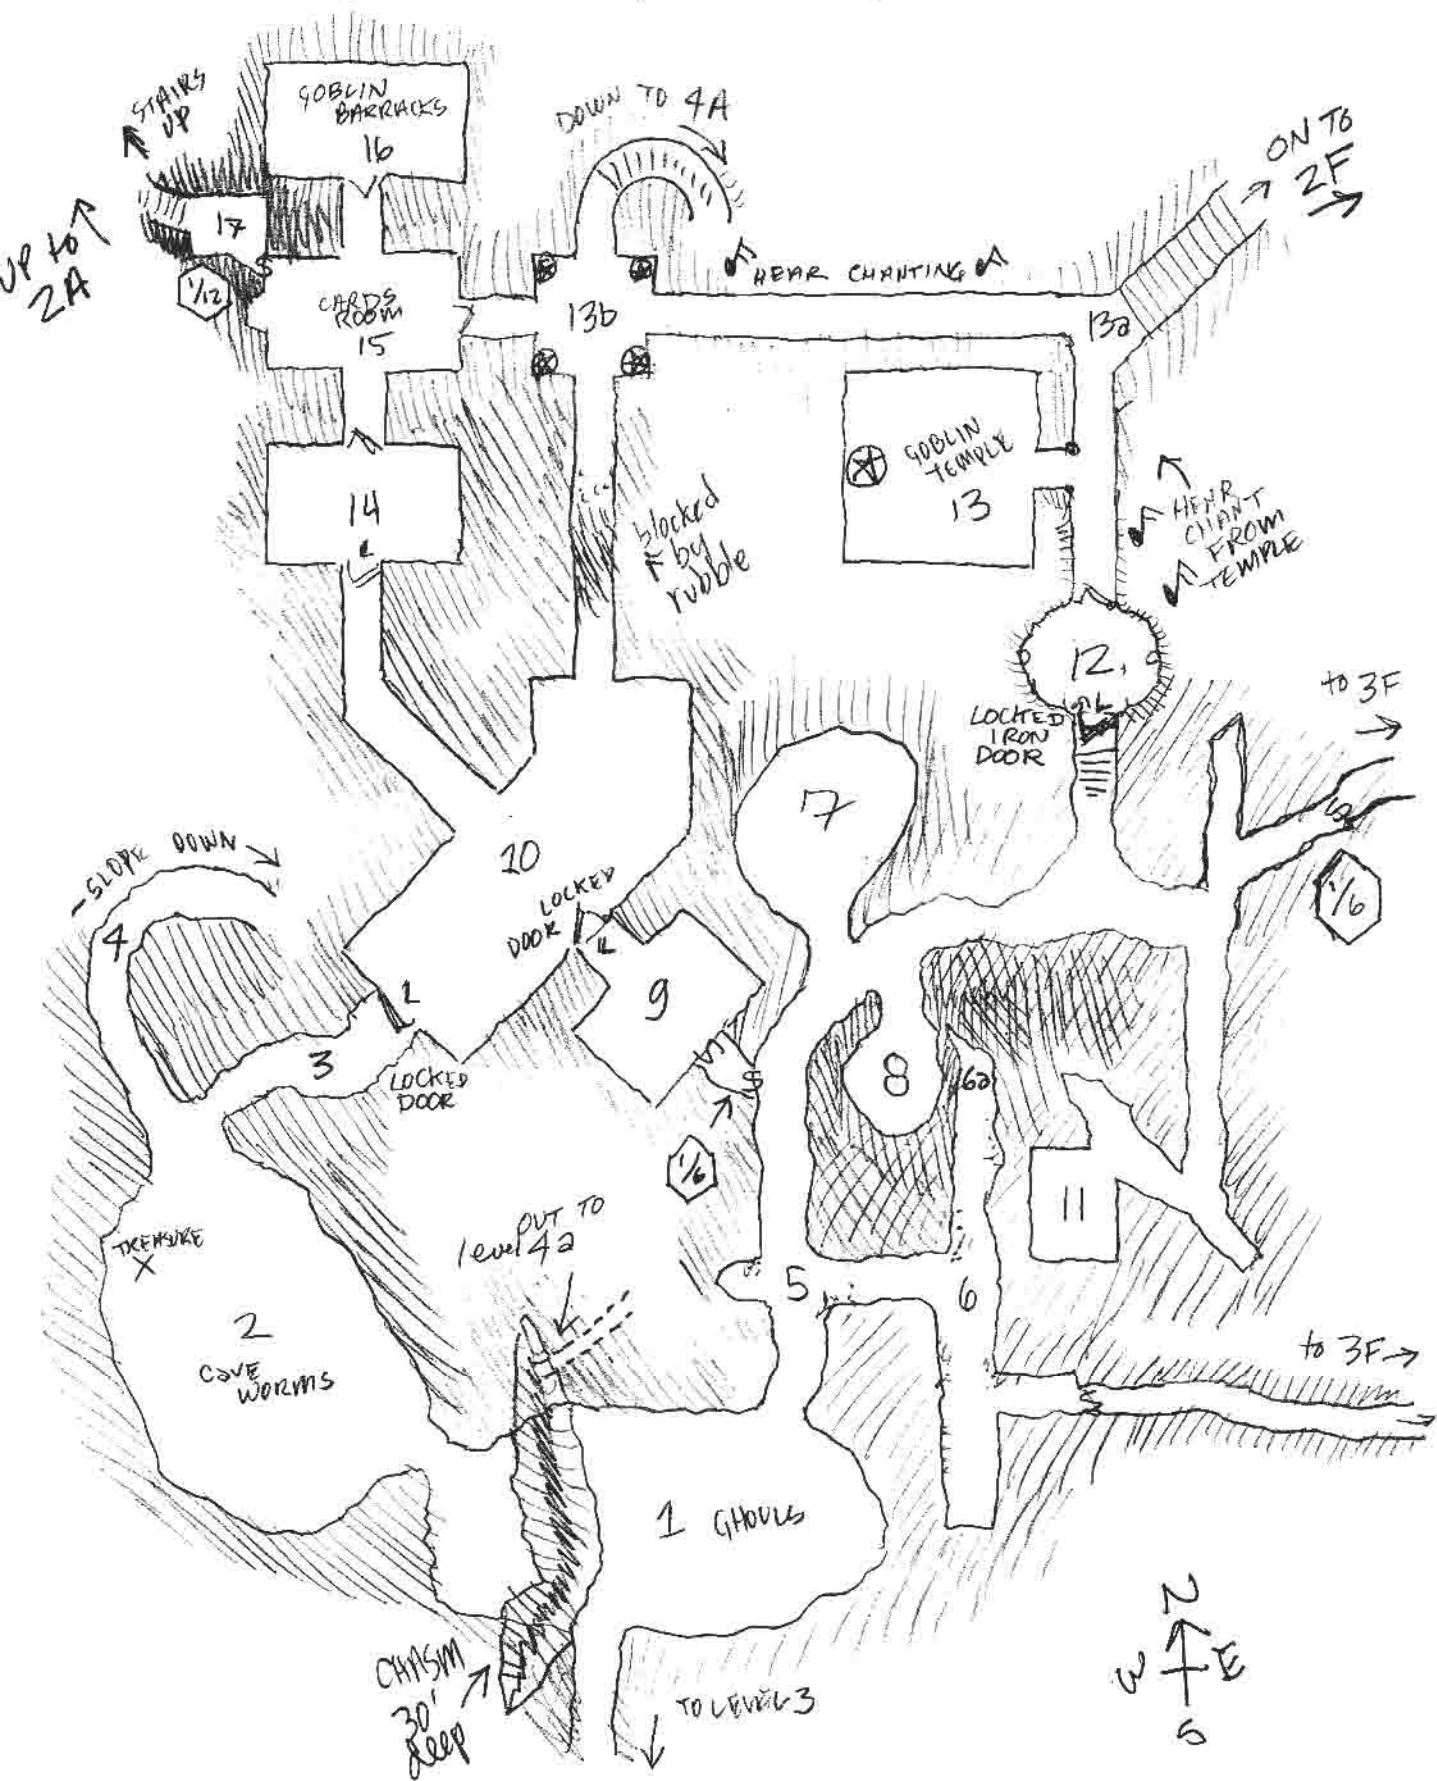 STAIRS
UP
GOBLIN
BARRACKS
16
DOWN TO 4A
ON TO
2F
17
UP to
2A
1/12
CARDS
ROOM
15
13b
HEAR CHANTING
13a
GOBLIN
TEMPLE
13
14
L
blocked
by
rubble
HEAR
CHANT
FROM
TEMPLE
12
L
LOCKED
IRON
DOOR
to 3F
S
1/6
7
10
LOCKED
DOOR
L
SLOPE DOWN
4
9
L
3
LOCKED
DOOR
8
6a
S
S
1/6
11
TREASURE
X
OUT TO
level 4a
5
6
2
CAVE
WORMS
to 3F
1 GHOULS
CHASM
30'
deep
TO LEVEL 3
N
W E
S